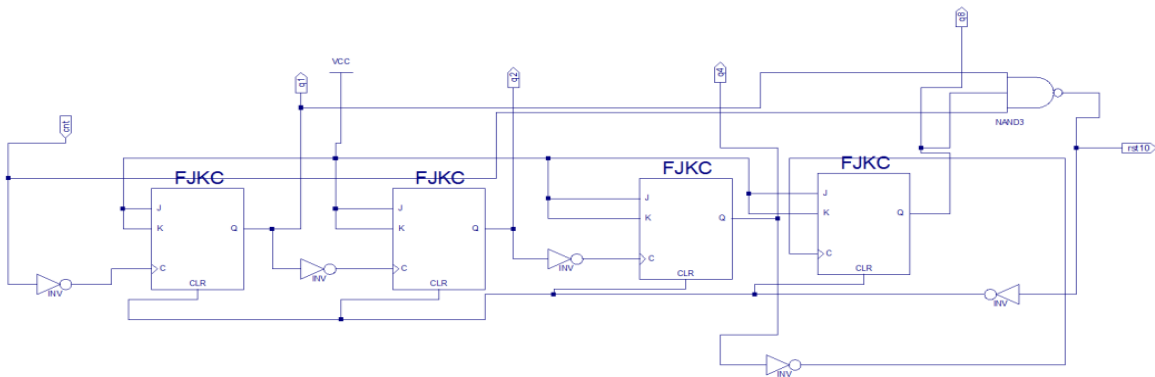 q8
VCC
q1
q2
q4
NAND3
cnt
rst10
FJKC
FJKC
FJKC
FJKC
J
K
Q
C
CLR
J
K
Q
C
CLR
J
K
Q
C
CLR
J
K
Q
C
CLR
INV
INV
INV
INV
INV